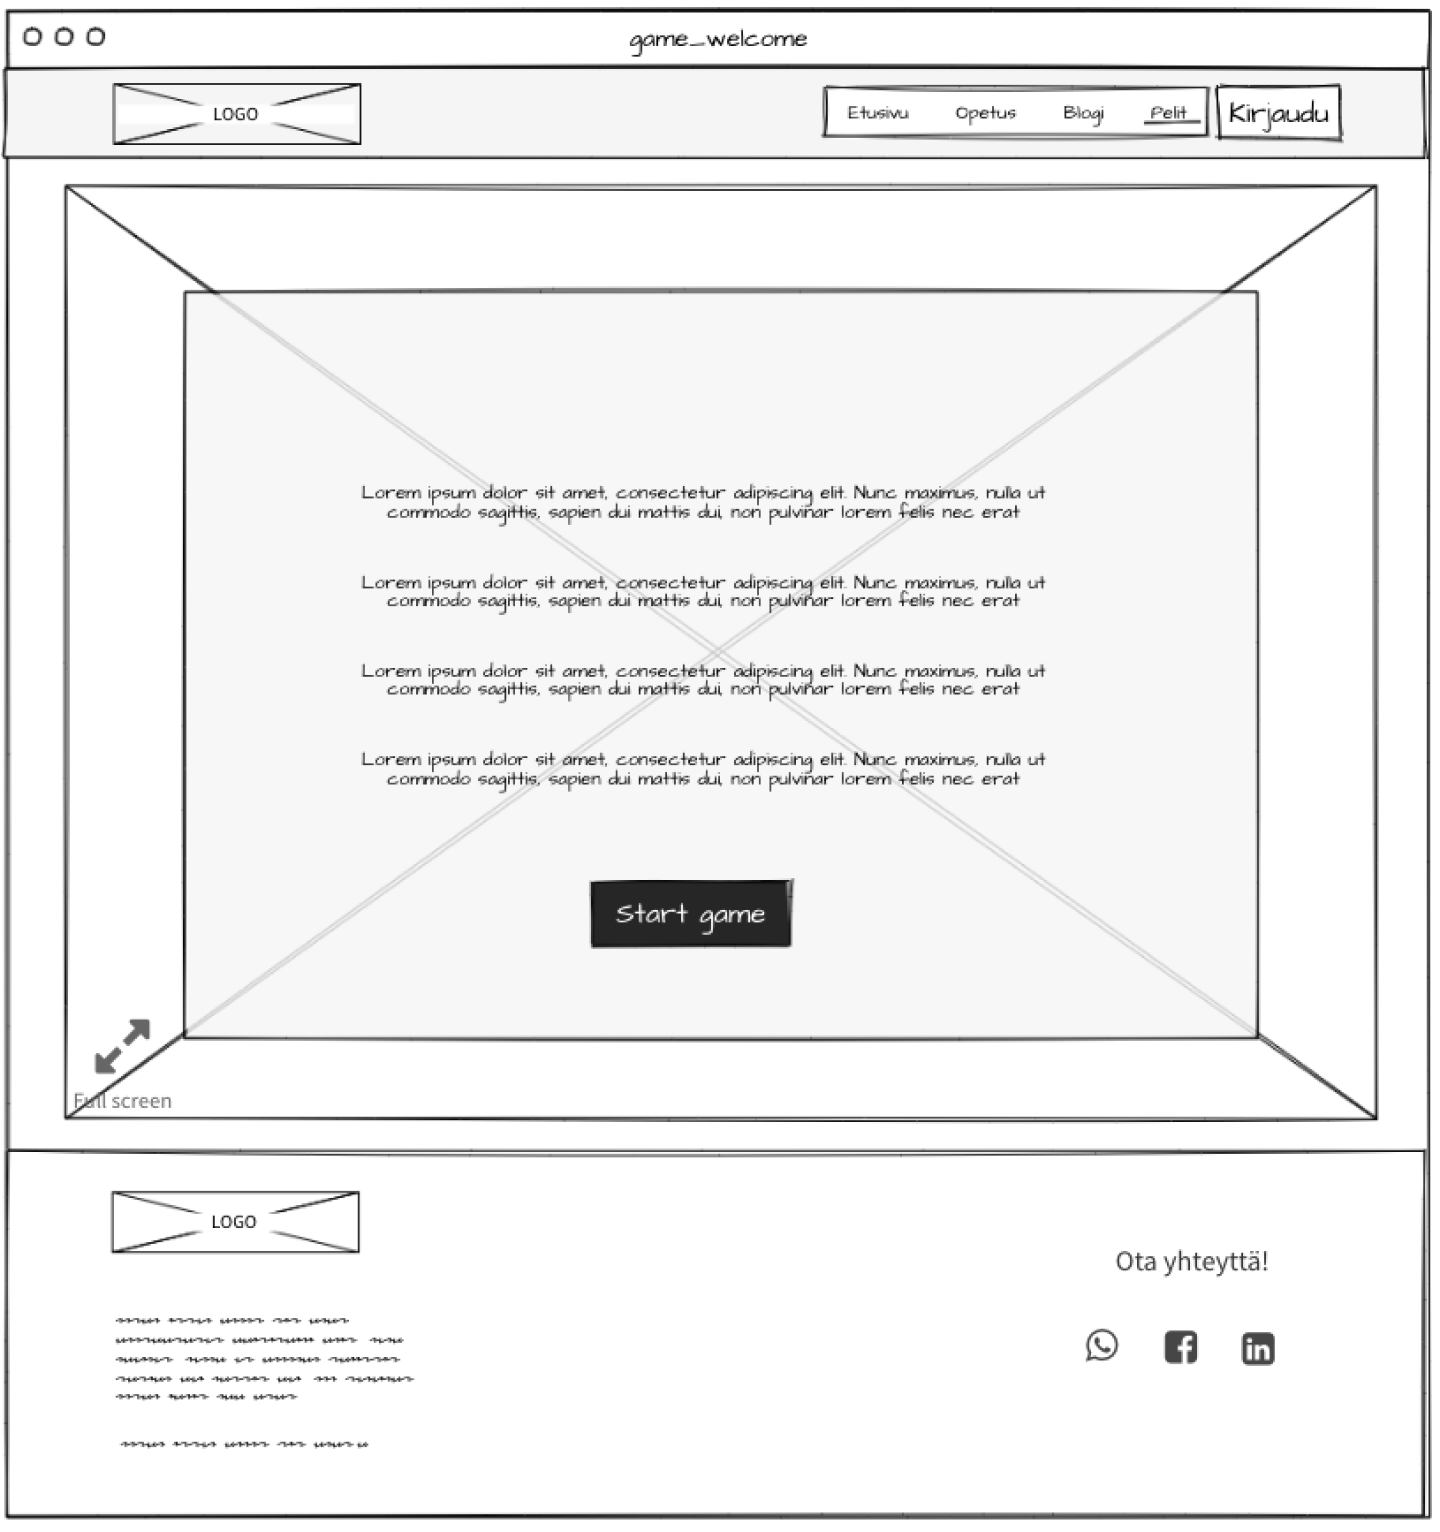 game_welcome
LOGO
Etusivu Opetus Blogi Pelit Kirjaudu
Lorem ipsum dolor sit amet, consectetur adipiscing elit. Nunc maximus, nulla ut
commodo sagittis, sapien dui mattis dui, non pulvinar lorem felis nec erat
Lorem ipsum dolor sit amet, consectetur adipiscing elit. Nunc maximus, nulla ut
commodo sagittis, sapien dui mattis dui, non pulvinar lorem felis nec erat
Lorem ipsum dolor sit amet, consectetur adipiscing elit. Nunc maximus, nulla ut
commodo sagittis, sapien dui mattis dui, non pulvinar lorem felis nec erat
Lorem ipsum dolor sit amet, consectetur adipiscing elit. Nunc maximus, nulla ut
commodo sagittis, sapien dui mattis dui, non pulvinar lorem felis nec erat
Start game
Full screen
LOGO
Ota yhteyttä!
in